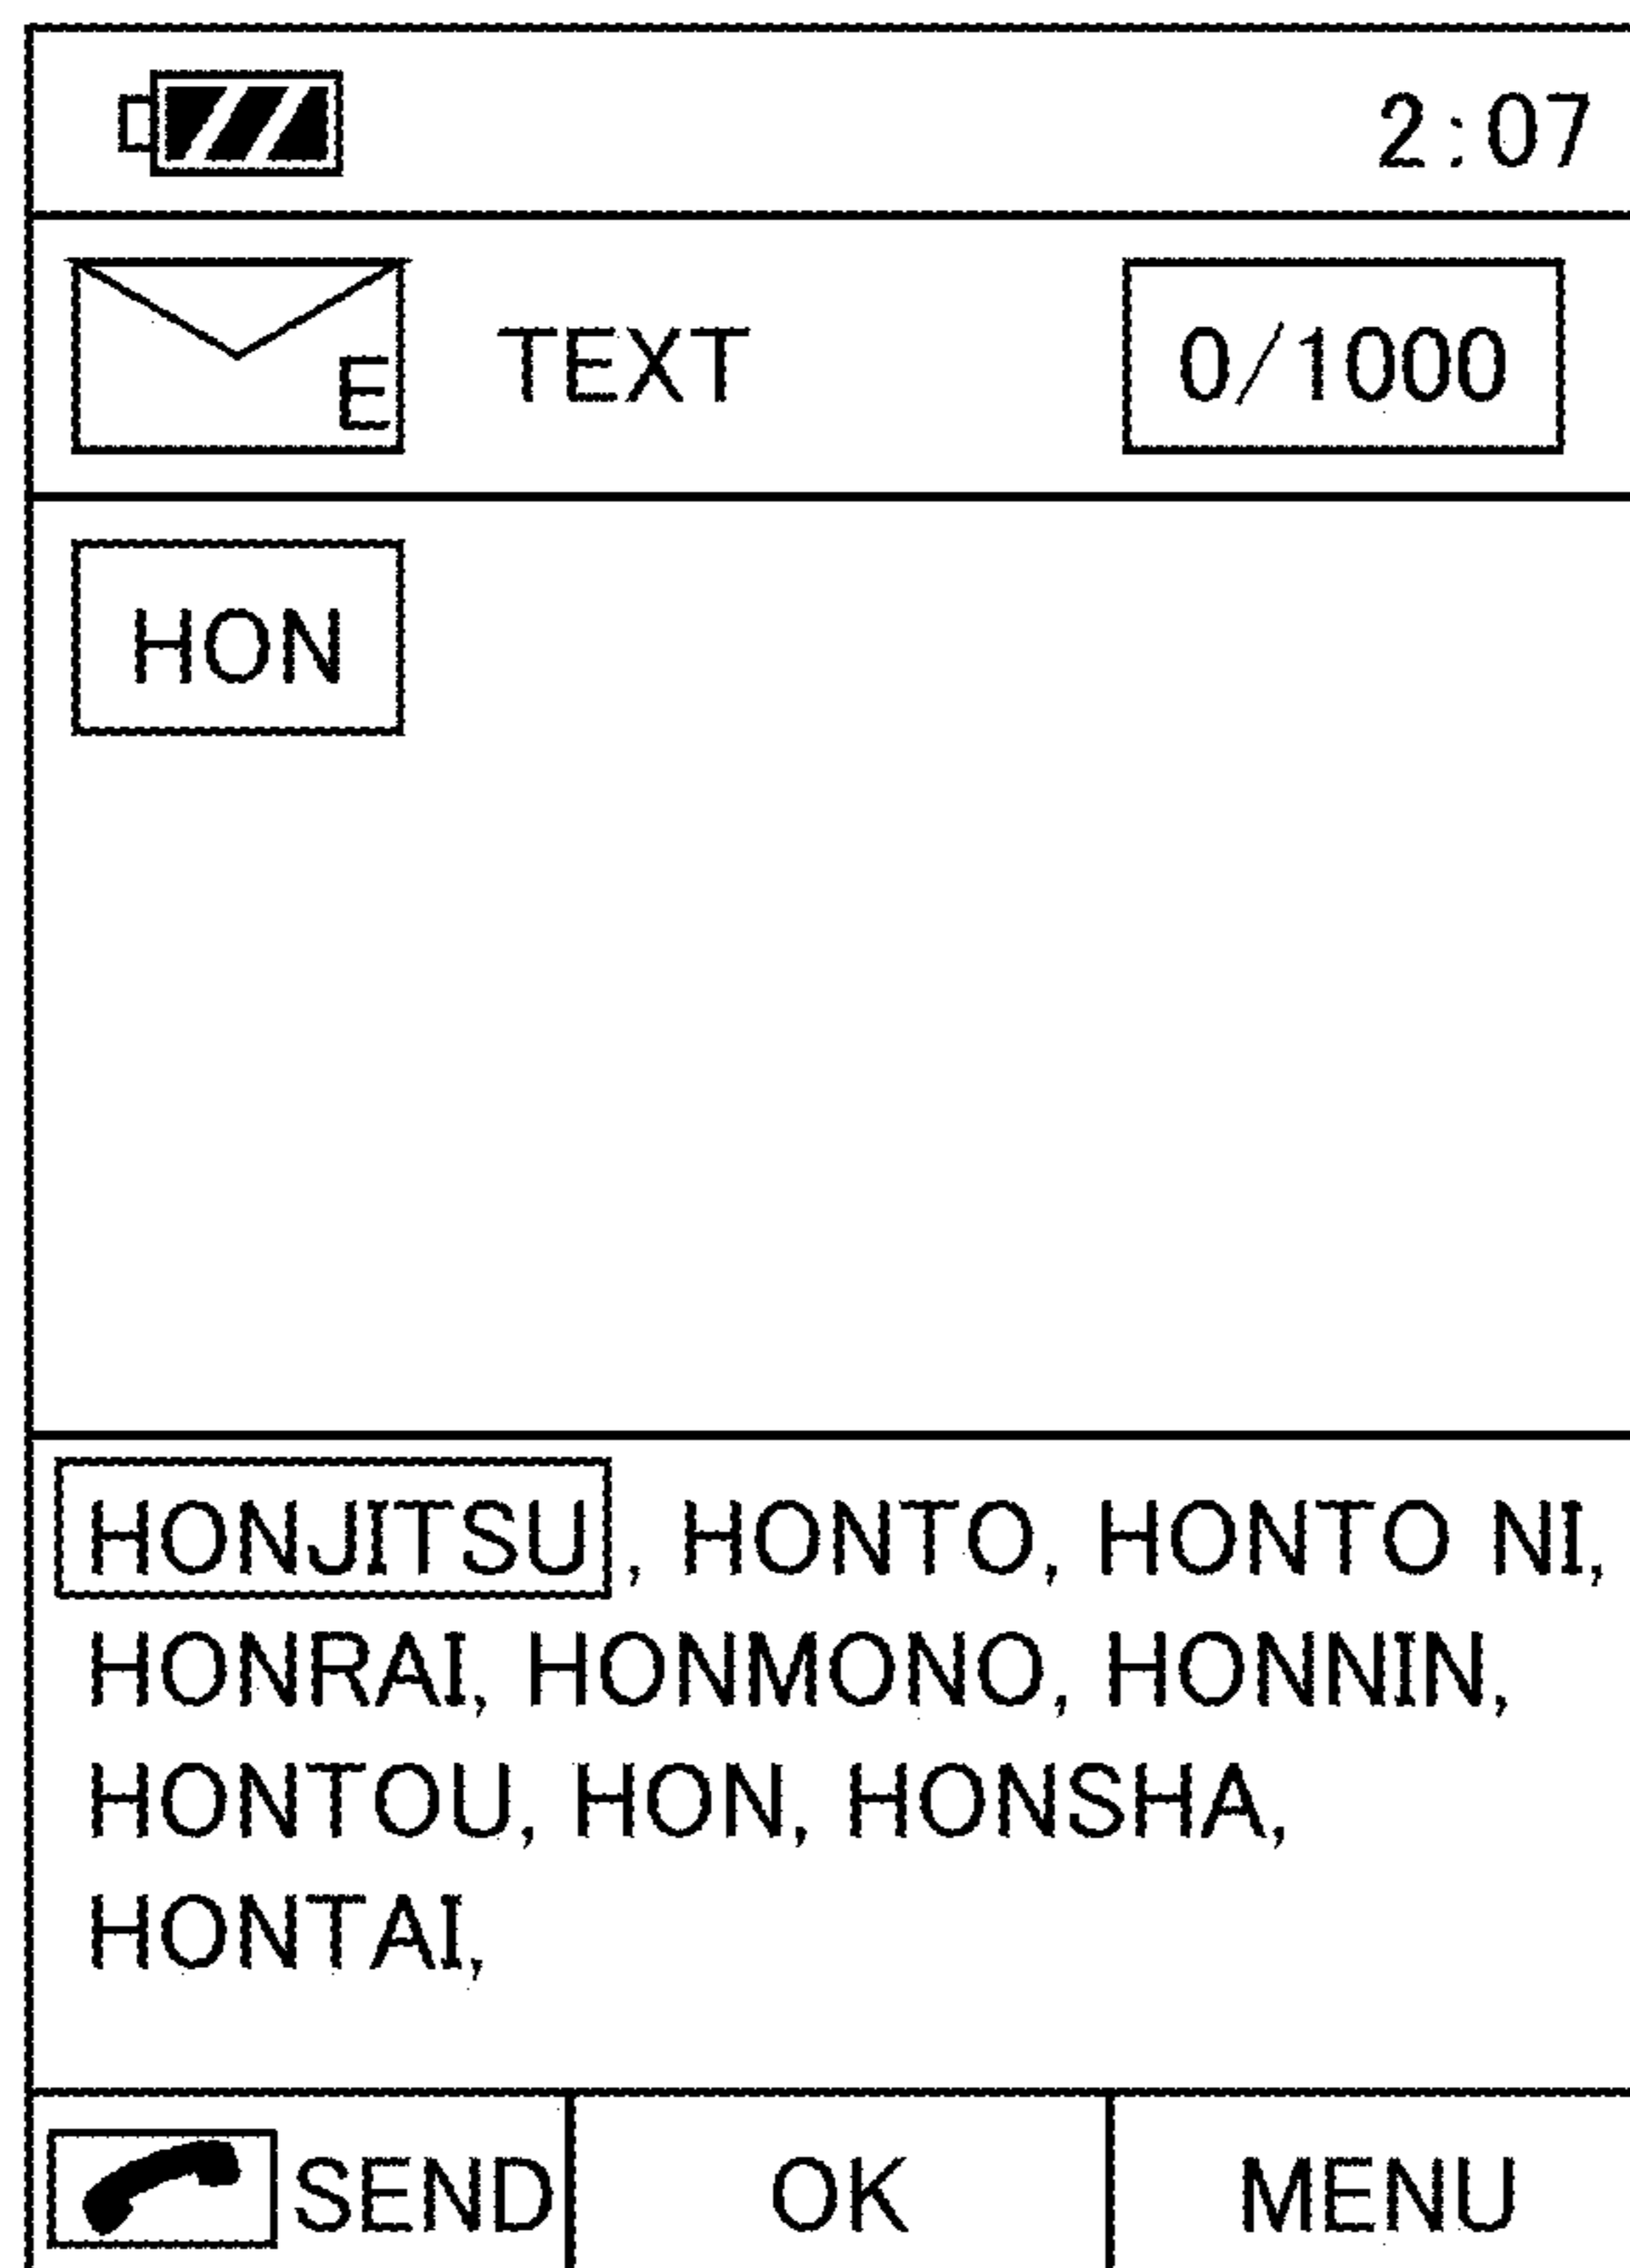 2:07
E TEXT 0/1000
HON
HONJITSU, HONTO, HONTO NI,
HONRAI, HONMONO, HONNIN,
HONTOU, HON, HONSHA,
HONTAI,
SEND OK MENU